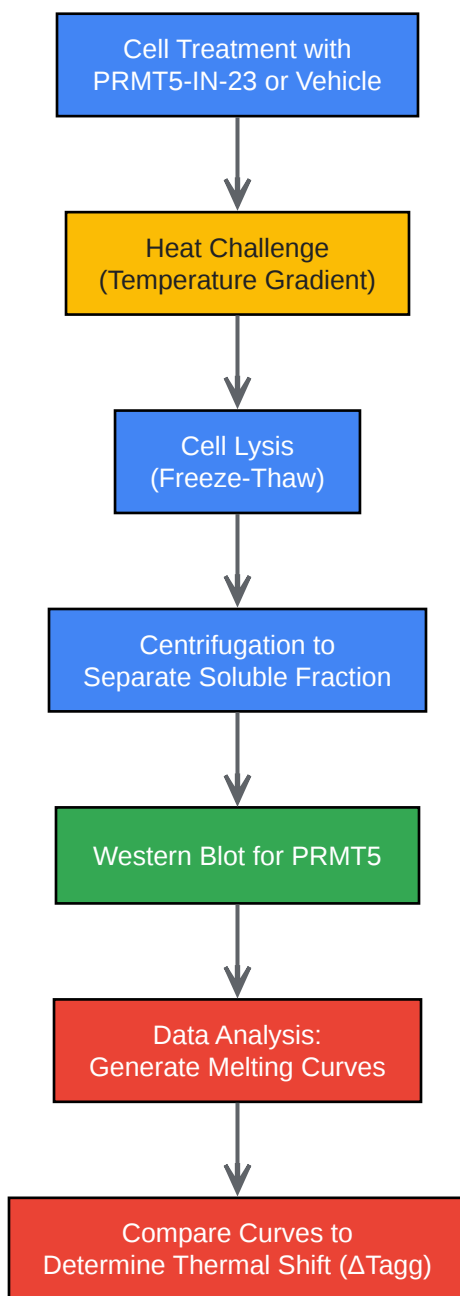 Cell Treatment with
PRMT5-IN-23 or Vehicle
Heat Challenge
(Temperature Gradient)
Cell Lysis
(Freeze-Thaw)
Centrifugation to
Separate Soluble Fraction
Western Blot for PRMT5
Data Analysis:
Generate Melting Curves
Compare Curves to
Determine Thermal Shift (ΔTagg)